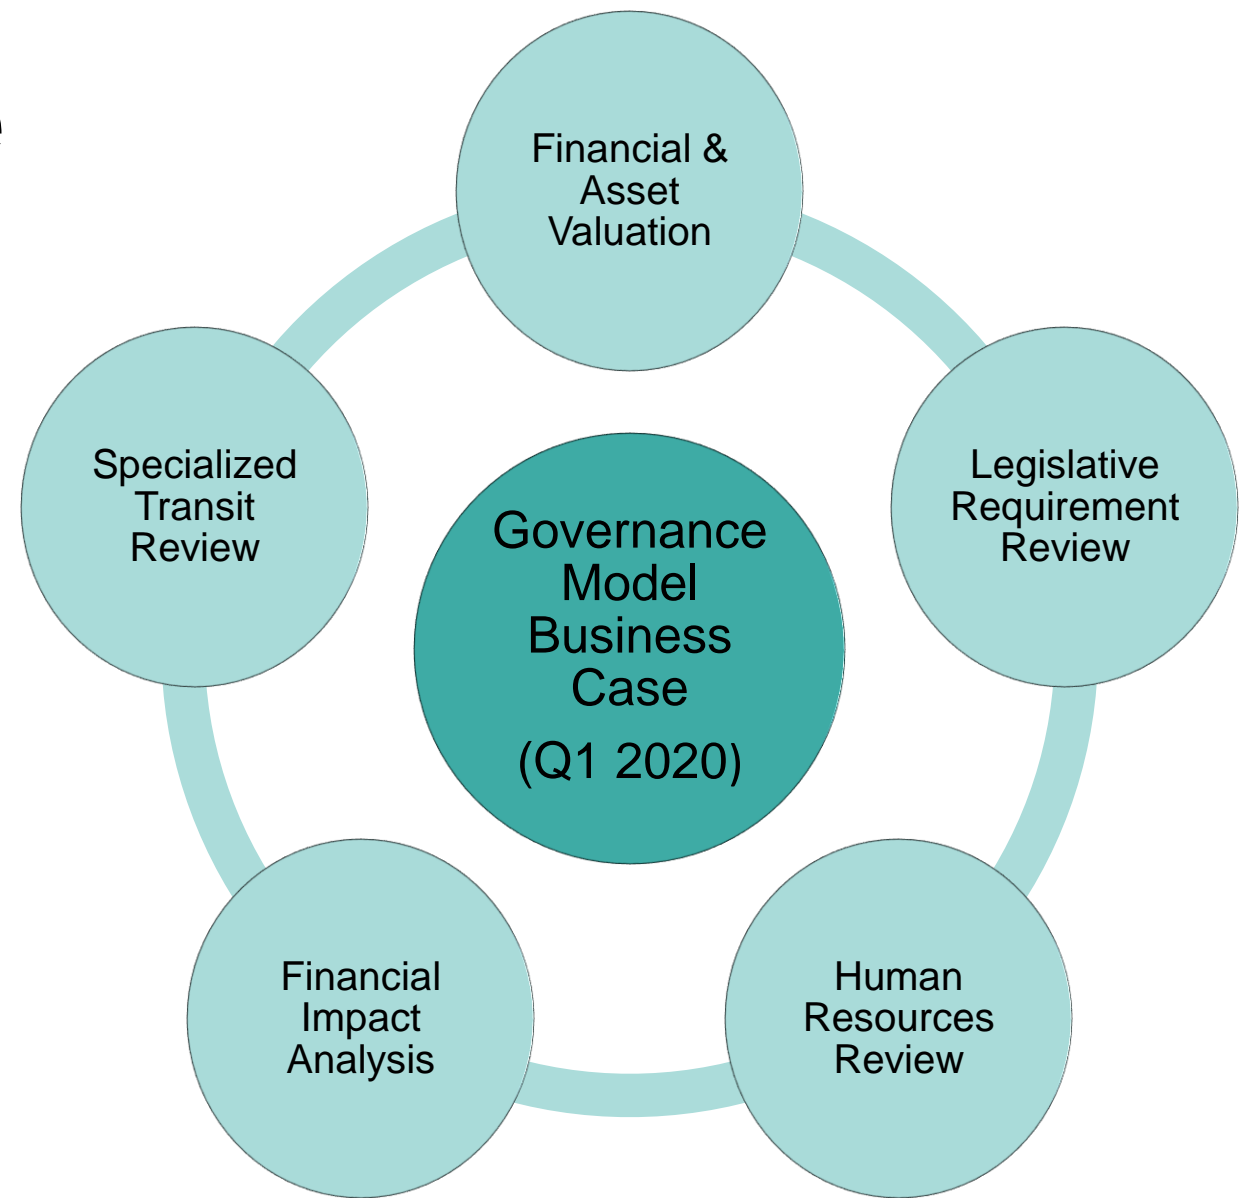 Financial &
Asset
Valuation
Specialized
Transit
Review
Legislative
Requirement
Review
Governance
Model
Business
Case
(Q1 2020)
Financial
Impact
Analysis
Human
Resources
Review